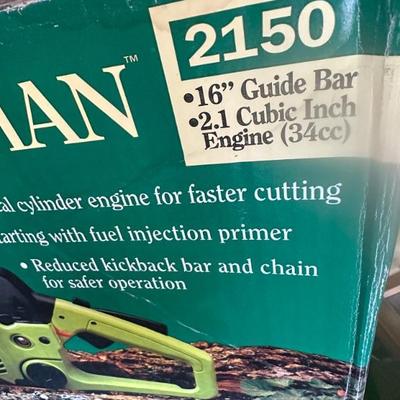 2150
•16” Guide Bar
•2.1 Cubic Inch
Engine (34cc)
MAN™
al cylinder engine for faster cutting
tarting with fuel injection primer
• Reduced kickback bar and chain
for safer operation